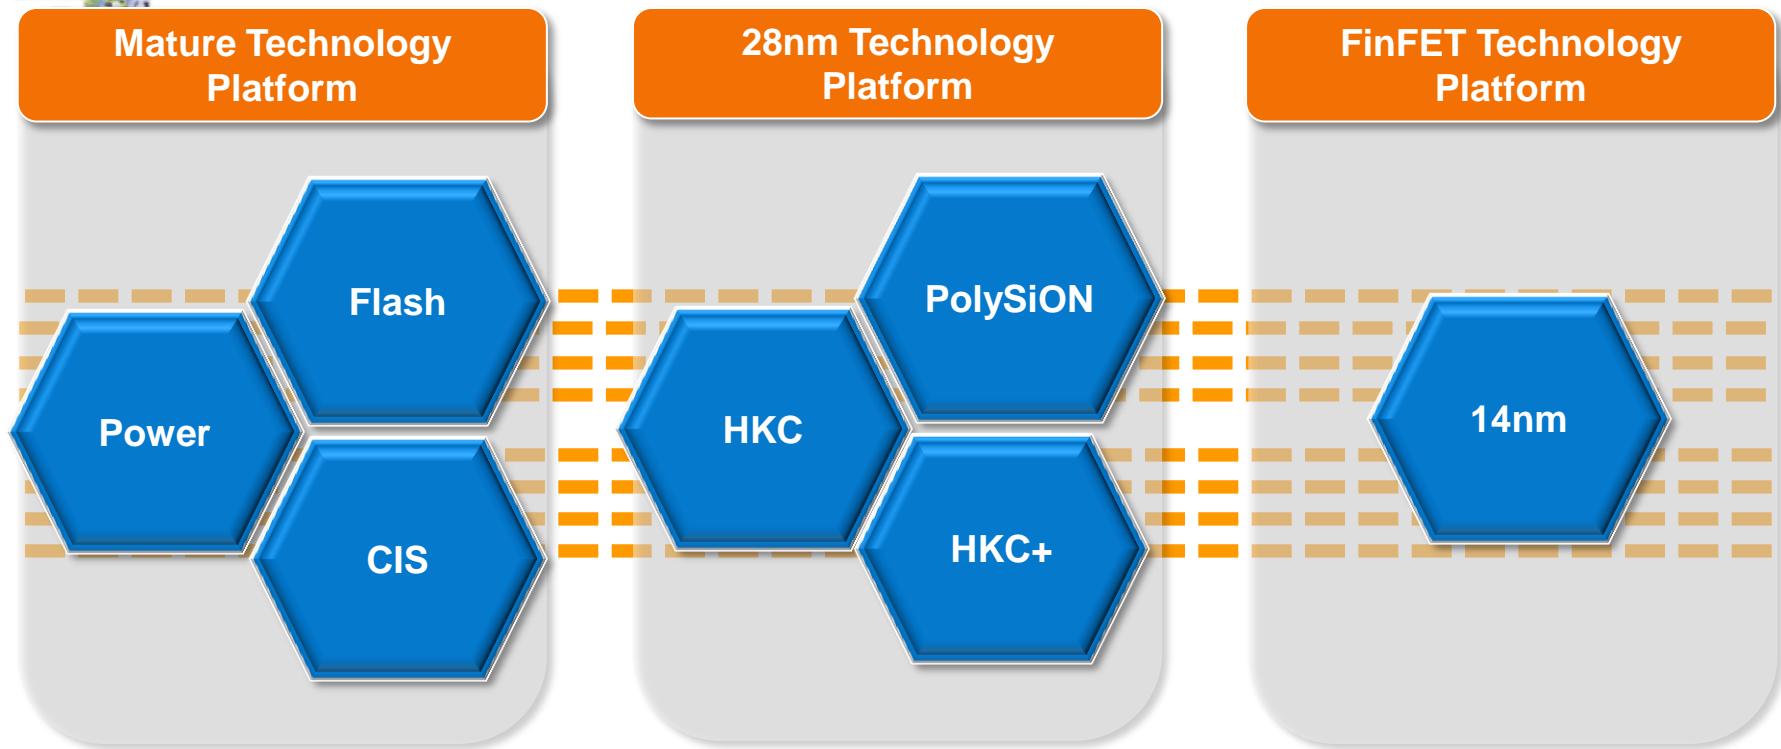 Mature Technology
Platform
28nm Technology
Platform
FinFET Technology
Platform
Flash
Power
CIS
PolySiON
HKC
HKC+
14nm